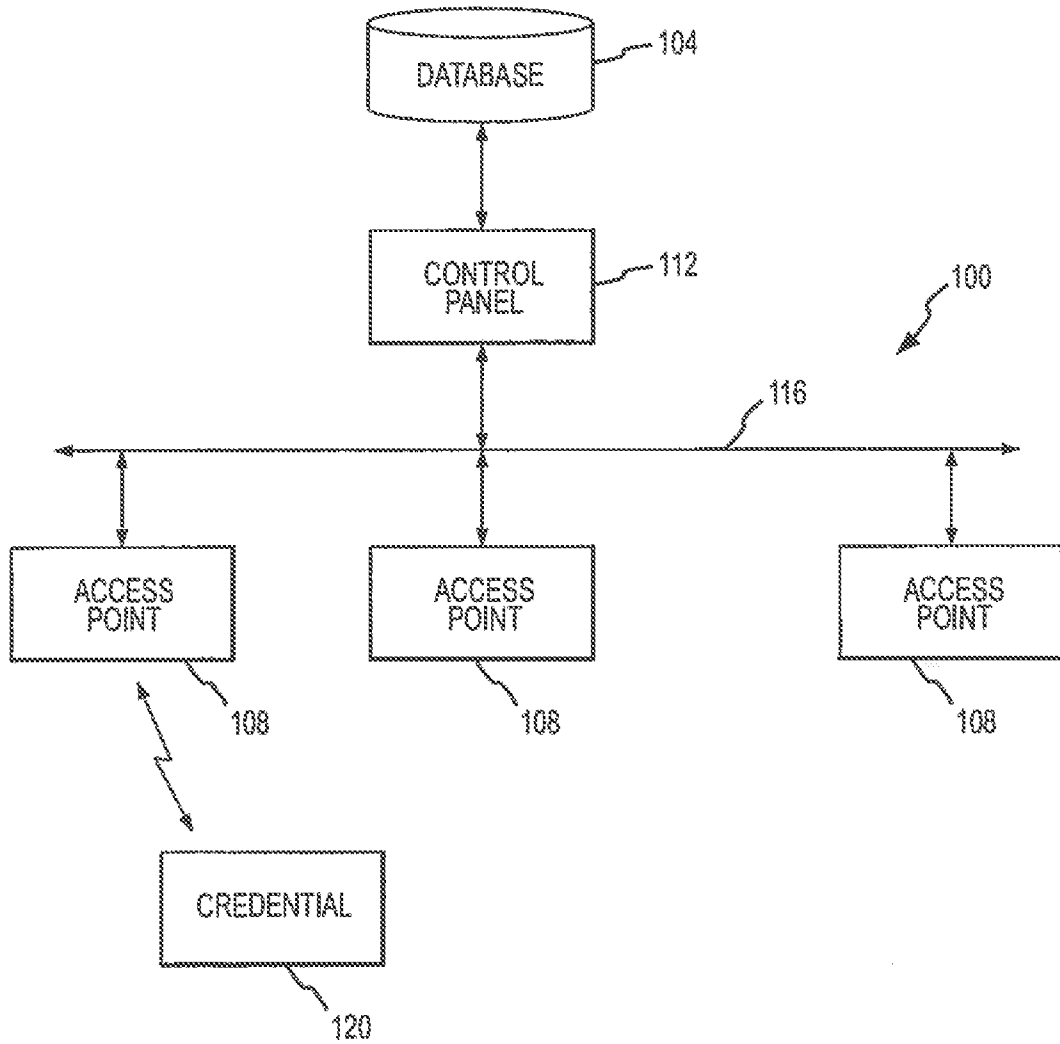 DATABASE
104
CONTROL
PANEL
112
100
116
ACCESS
POINT
108
ACCESS
POINT
108
ACCESS
POINT
108
CREDENTIAL
120